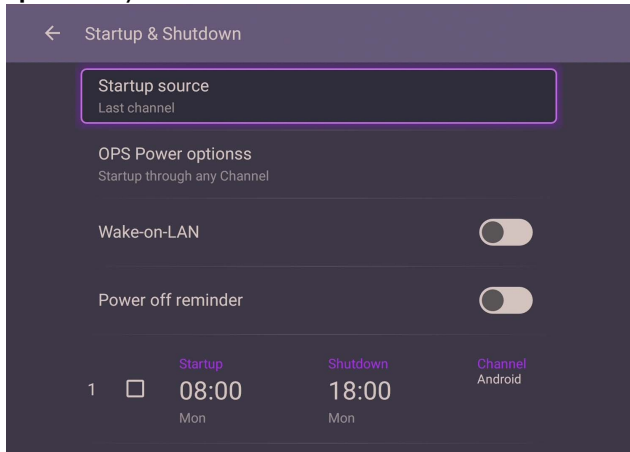 Startup & Shutdown
Startup source
Last channel
OPS Power optionss
Startup through any Channel
Wake-on-LAN
Power off reminder
Startup Shutdown Channel
1 08:00 18:00 Android
Mon Mon